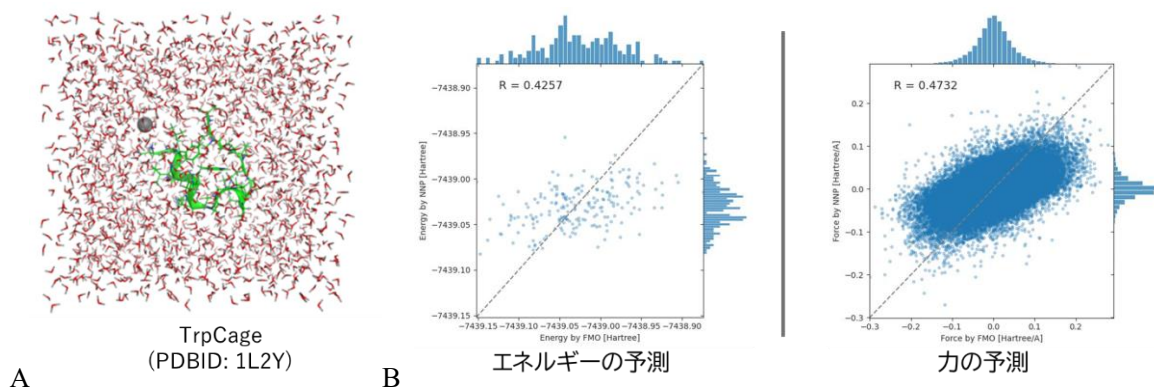 TrpCage
(PDBID: 1L2Y)
A
B
R = 0.4257
Energy by NNP [Hartree]
−7438.90
−7438.95
−7439.00
−7439.05
−7439.10
−7439.15
−7439.15 −7439.10 −7439.05 −7439.00 −7438.95 −7438.90
Energy by FMO [Hartree]
エネルギーの予測
R = 0.4732
Force by NNP [Hartree/A]
0.2
0.1
0.0
−0.1
−0.2
−0.3
−0.3 −0.2 −0.1 0.0 0.1 0.2
Force by FMO [Hartree/A]
力の予測